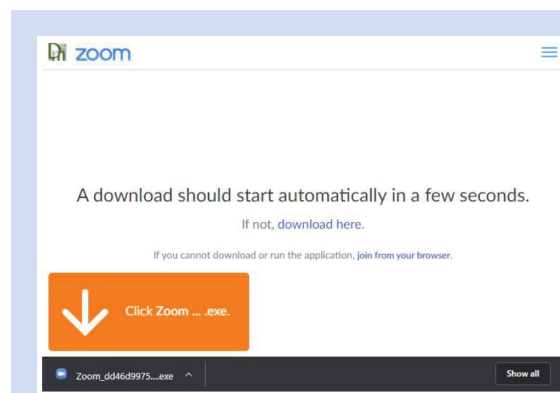 zoom
A download should start automatically in a few seconds.
If not, download here.
If you cannot download or run the application, join from your browser.
Click Zoom ... .exe.
Zoom_dd46d9975....exe
Show all